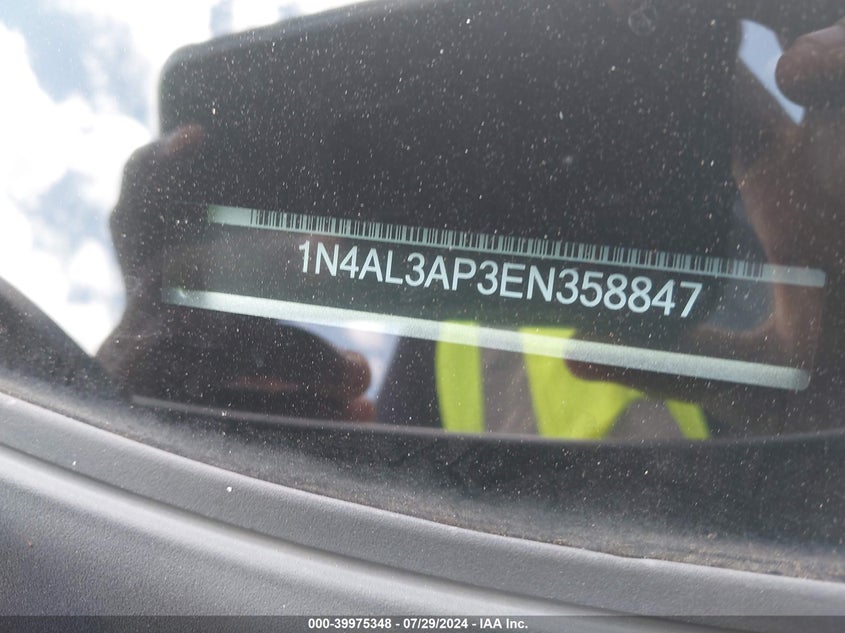 1N4AL3AP3EN358847
000-39975348 - 07/29/2024 - IAA Inc.